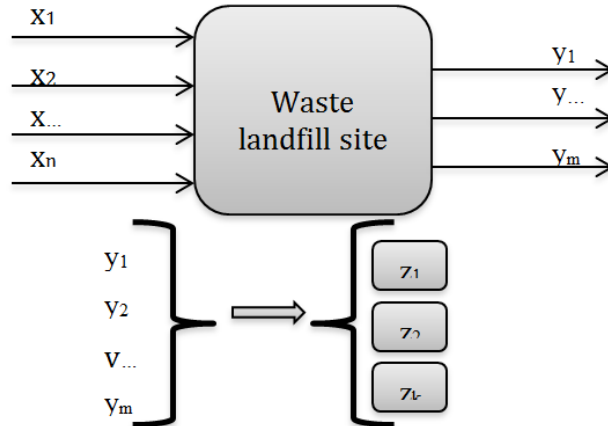 x1
x2
x...
xn
Waste
landfill site
y1
y...
ym
y1
y2
y...
ym
z1
z2